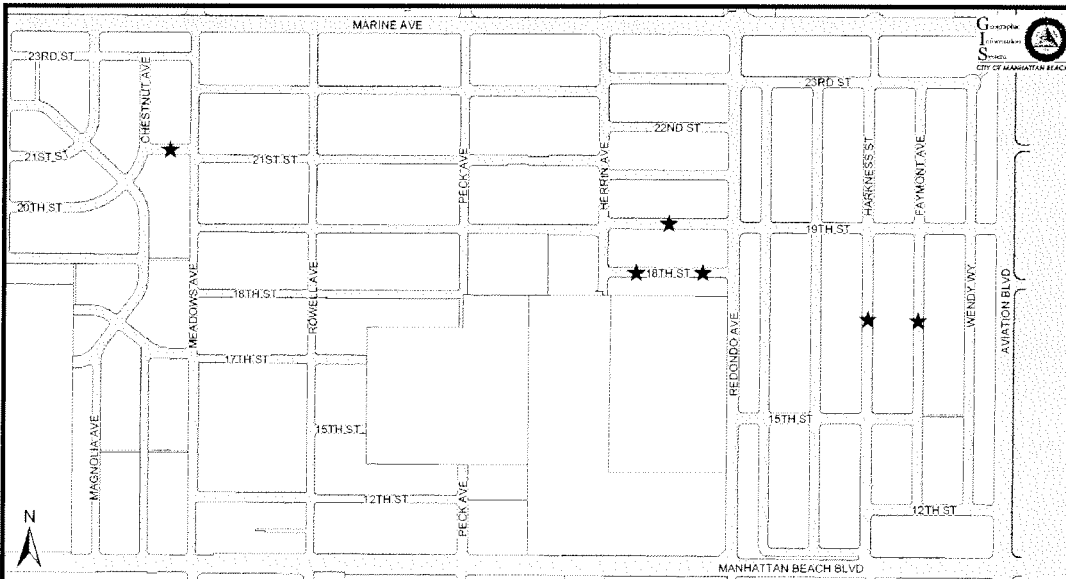 MARINE AVE
Geographic
Information
System
CITY OF MANHATTAN BEACH
23RD ST
CHESTNUT AVE
23RD ST
22ND ST
21ST ST
21ST ST
PECK AVE
HERRIN AVE
HARKNESS ST
FAYMONT AVE
20TH ST
19TH ST
18TH ST
18TH ST
MEADOWS AVE
ROWELL AVE
REDONDO AVE
WENDY WY
AVIATION BLVD
17TH ST
15TH ST
15TH ST
MAGNOLIA AVE
12TH ST
PECK AVE
12TH ST
N
MANHATTAN BEACH BLVD